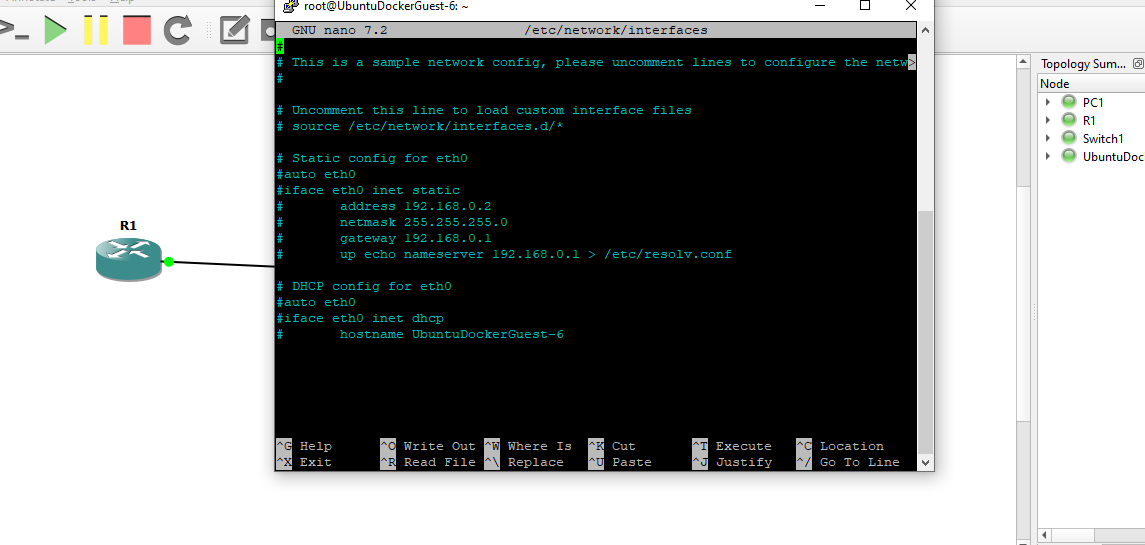 root@UbuntuDockerGuest-6: ~
GNU nano 7.2 /etc/network/interfaces
#
# This is a sample network config, please uncomment lines to configure the netw>
#
# Uncomment this line to load custom interface files
# source /etc/network/interfaces.d/*
# Static config for eth0
#auto eth0
#iface eth0 inet static
# address 192.168.0.2
# netmask 255.255.255.0
# gateway 192.168.0.1
# up echo nameserver 192.168.0.1 > /etc/resolv.conf
# DHCP config for eth0
#auto eth0
#iface eth0 inet dhcp
# hostname UbuntuDockerGuest-6
^G Help ^O Write Out ^W Where Is ^K Cut ^T Execute ^C Location
^X Exit ^R Read File ^\ Replace ^U Paste ^J Justify ^/ Go To Line
R1
Topology Sum...
Node
PC1
R1
Switch1
UbuntuDoc